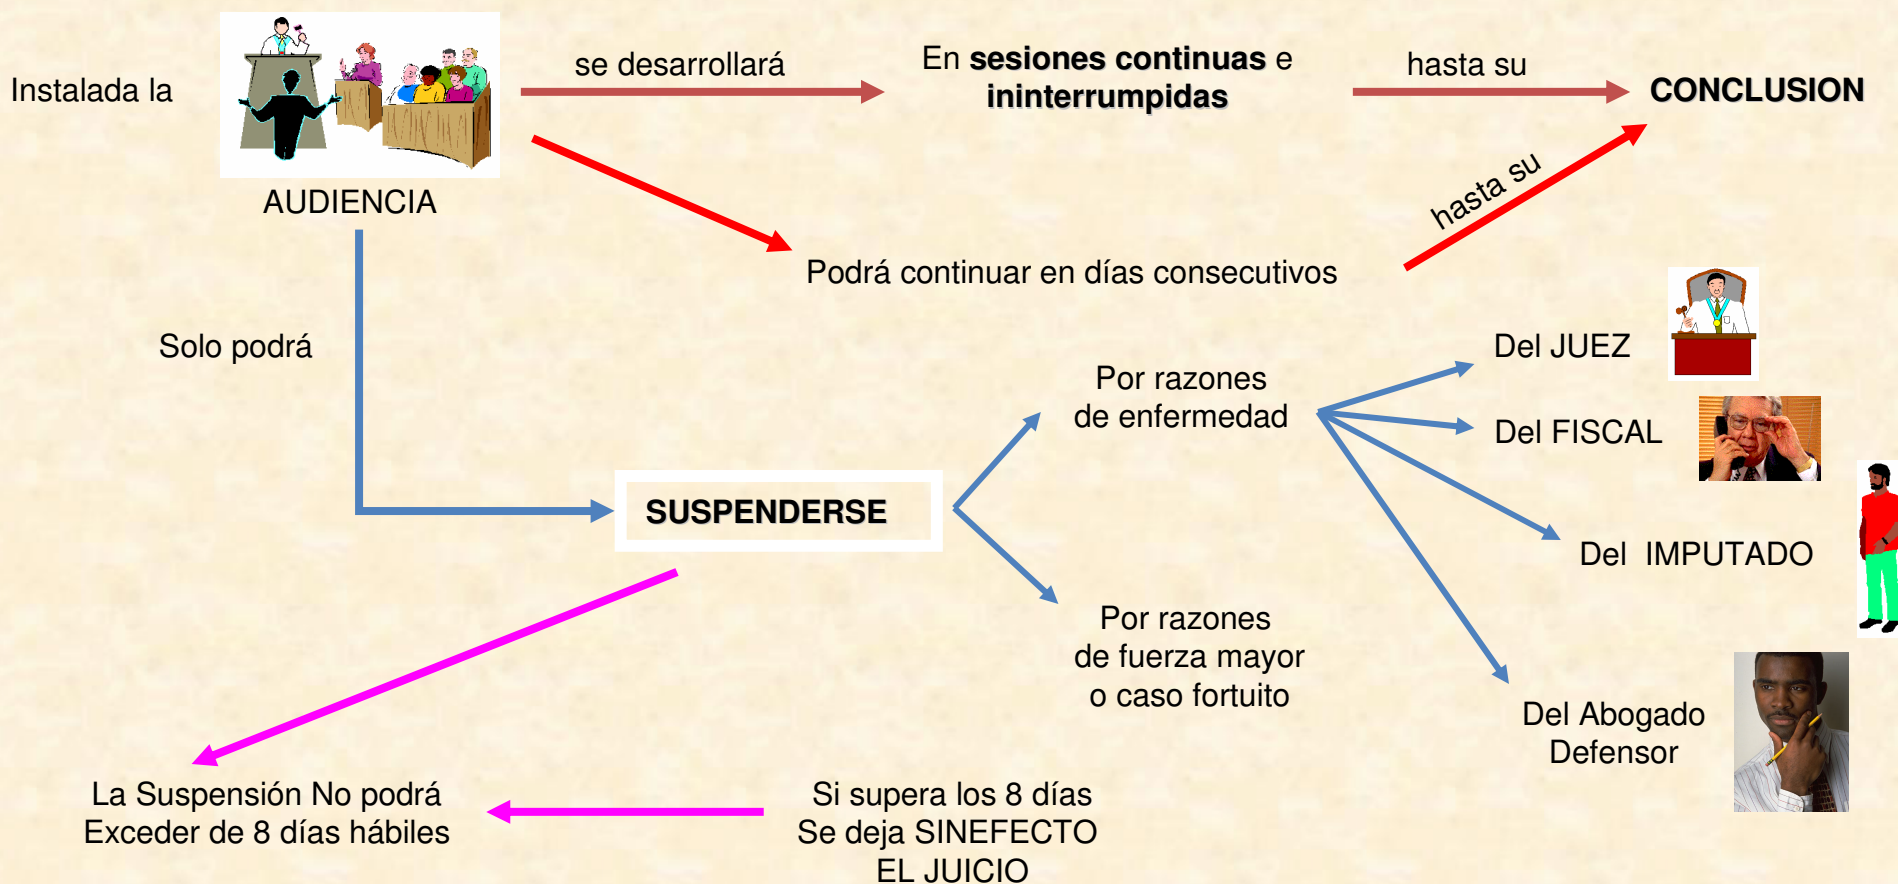 Instalada la
AUDIENCIA
se desarrollará
En sesiones continuas e
ininterrumpidas
hasta su
CONCLUSION
hasta su
Podrá continuar en días consecutivos
Solo podrá
SUSPENDERSE
Por razones
de enfermedad
Del JUEZ
Del FISCAL
Del IMPUTADO
Del Abogado
Defensor
Por razones
de fuerza mayor
o caso fortuito
La Suspensión No podrá
Exceder de 8 días hábiles
Si supera los 8 días
Se deja SINEFECTO
EL JUICIO